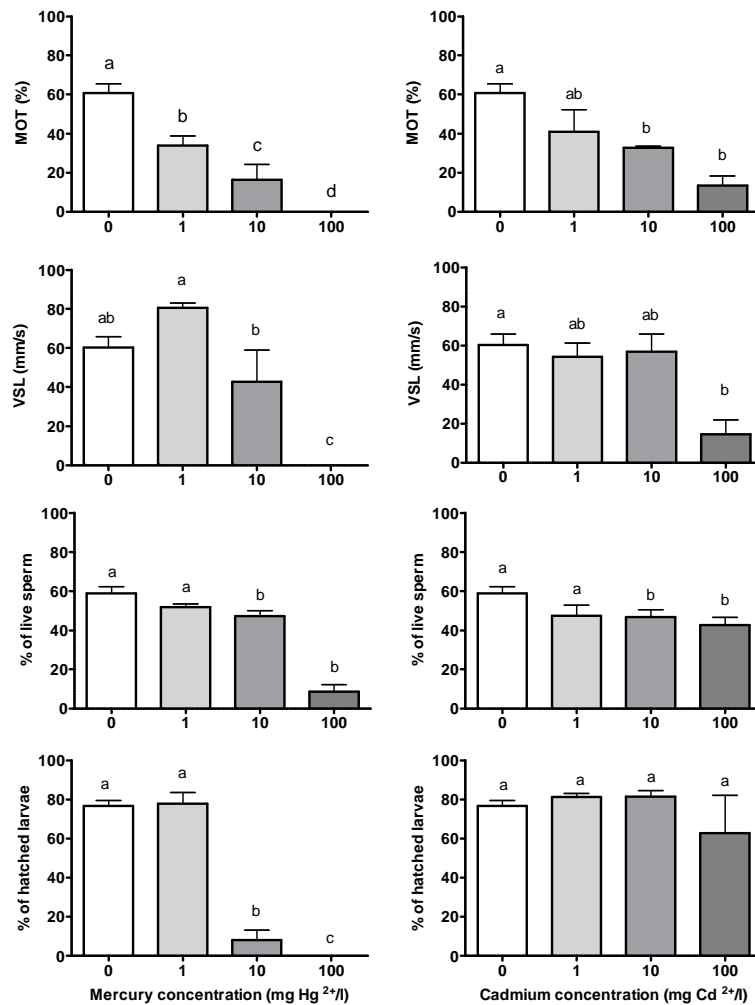 100
80
60
40
20
0
MOT (%)
a
b
c
d
0 1 10 100
100
80
60
40
20
0
MOT (%)
a
ab
b
b
0 1 10 100
100
80
60
40
20
0
VSL (mm/s)
ab
a
b
c
0 1 10 100
100
80
60
40
20
0
VSL (mm/s)
a
ab
ab
b
0 1 10 100
100
80
60
40
20
0
% of live sperm
a
a
b
b
0 1 10 100
100
80
60
40
20
0
% of live sperm
a
a
b
b
0 1 10 100
100
80
60
40
20
0
% of hatched larvae
a
a
b
c
0 1 10 100
Mercury concentration (mg Hg 2+/l)
100
80
60
40
20
0
% of hatched larvae
a
a
a
a
0 1 10 100
Cadmium concentration (mg Cd 2+/l)